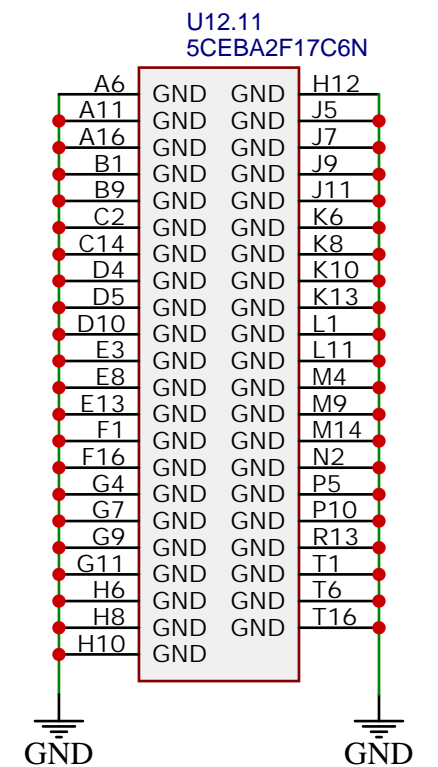 U12.11
5CEBA2F17C6N
A6 GND GND H12
A11 GND GND J5
A16 GND GND J7
B1 GND GND J9
B9 GND GND J11
C2 GND GND K6
C14 GND GND K8
D4 GND GND K10
D5 GND GND K13
D10 GND GND L1
E3 GND GND L11
E8 GND GND M4
E13 GND GND M9
F1 GND GND M14
F16 GND GND N2
G4 GND GND P5
G7 GND GND P10
G9 GND GND R13
G11 GND GND T1
H6 GND GND T6
H8 GND GND T16
H10 GND
GND GND